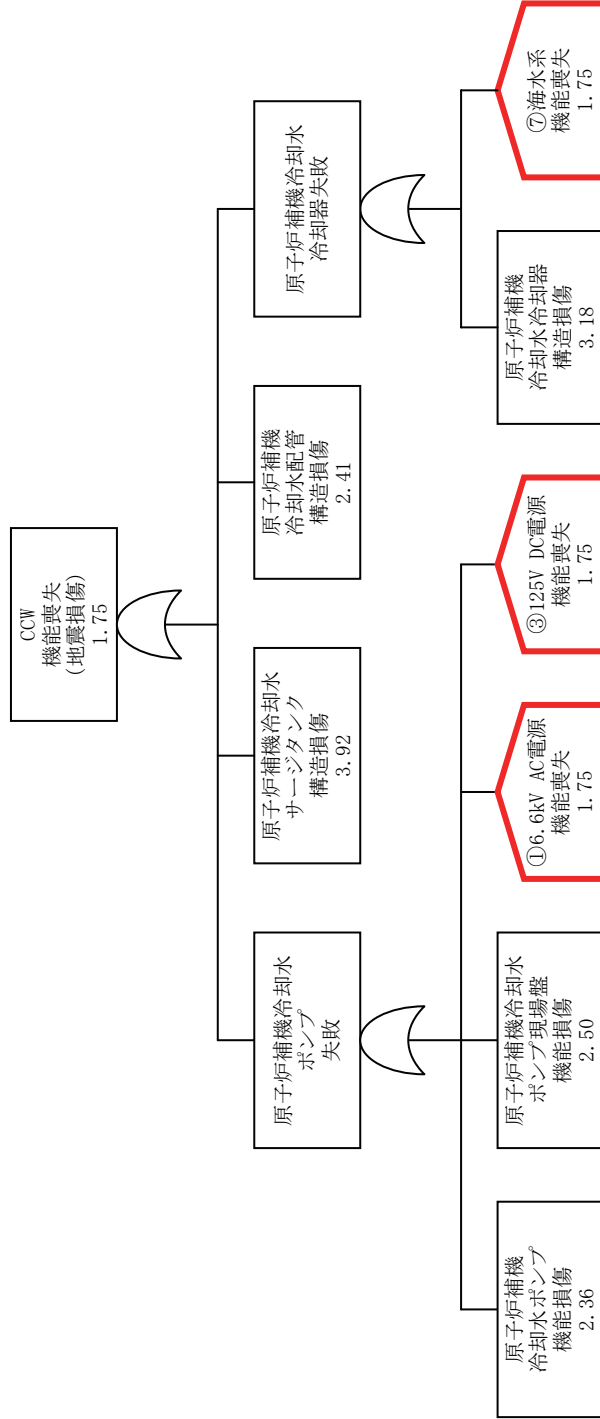 CCW
機能喪失
(地震損傷)
1.75
原子炉補機冷却水
ポンプ
失敗
原子炉補機冷却水
サージタンク
構造損傷
3.92
原子炉補機
冷却水配管
構造損傷
2.41
原子炉補機冷却水
冷却器失敗
原子炉補機
冷却水ポンプ
機能損傷
2.36
原子炉補機冷却水
ポンプ現場盤
機能損傷
2.50
①6.6kV AC電源
機能喪失
1.75
③125V DC電源
機能喪失
1.75
原子炉補機
冷却水冷却器
構造損傷
3.18
⑦海水系
機能喪失
1.75